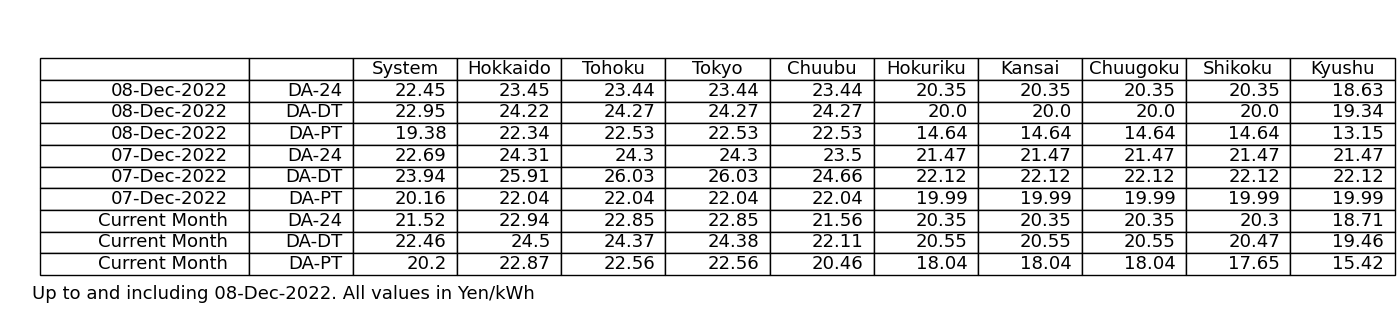 System Hokkaido Tohoku Tokyo Chuubu Hokuriku Kansai Chuugoku Shikoku Kyushu
08-Dec-2022 DA-24 22.45 23.45 23.44 23.44 23.44 20.35 20.35 20.35 20.35 18.63
08-Dec-2022 DA-DT 22.95 24.22 24.27 24.27 24.27 20.0 20.0 20.0 20.0 19.34
08-Dec-2022 DA-PT 19.38 22.34 22.53 22.53 22.53 14.64 14.64 14.64 14.64 13.15
07-Dec-2022 DA-24 22.69 24.31 24.3 24.3 23.5 21.47 21.47 21.47 21.47 21.47
07-Dec-2022 DA-DT 23.94 25.91 26.03 26.03 24.66 22.12 22.12 22.12 22.12 22.12
07-Dec-2022 DA-PT 20.16 22.04 22.04 22.04 22.04 19.99 19.99 19.99 19.99 19.99
Current Month DA-24 21.52 22.94 22.85 22.85 21.56 20.35 20.35 20.35 20.3 18.71
Current Month DA-DT 22.46 24.5 24.37 24.38 22.11 20.55 20.55 20.55 20.47 19.46
Current Month DA-PT 20.2 22.87 22.56 22.56 20.46 18.04 18.04 18.04 17.65 15.42
Up to and including 08-Dec-2022. All values in Yen/kWh